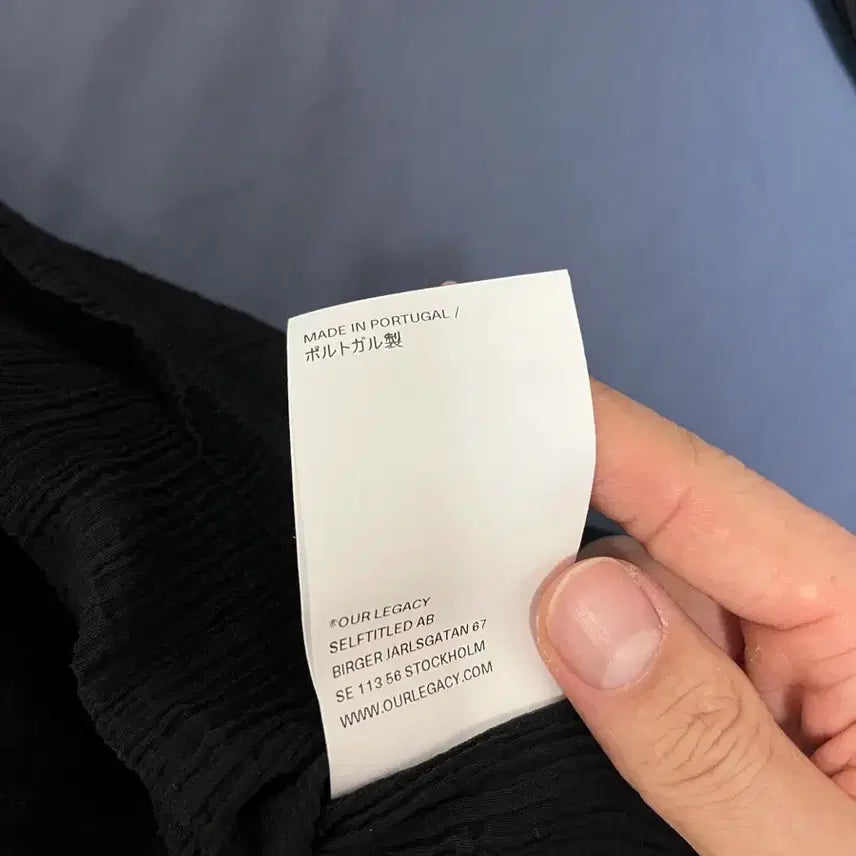 MADE IN PORTUGAL /
ポルトガル製
®OUR LEGACY
SELFTITLED AB
BIRGER JARLSGATAN 67
SE 113 56 STOCKHOLM
WWW.OURLEGACY.COM